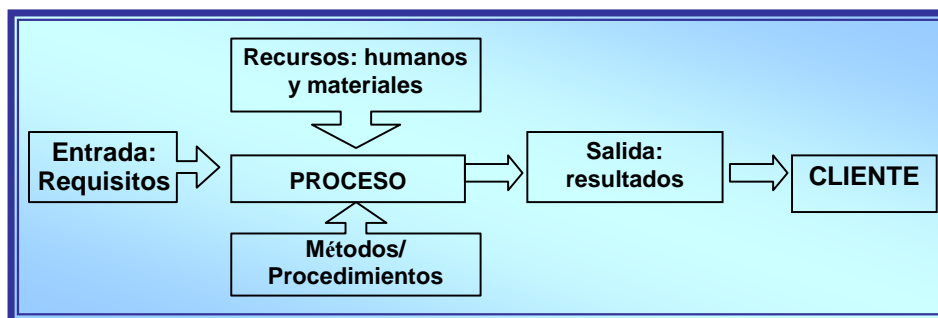 Recursos: humanos
y materiales
Entrada:
Requisitos
PROCESO
Salida:
resultados
CLIENTE
Métodos/
Procedimientos